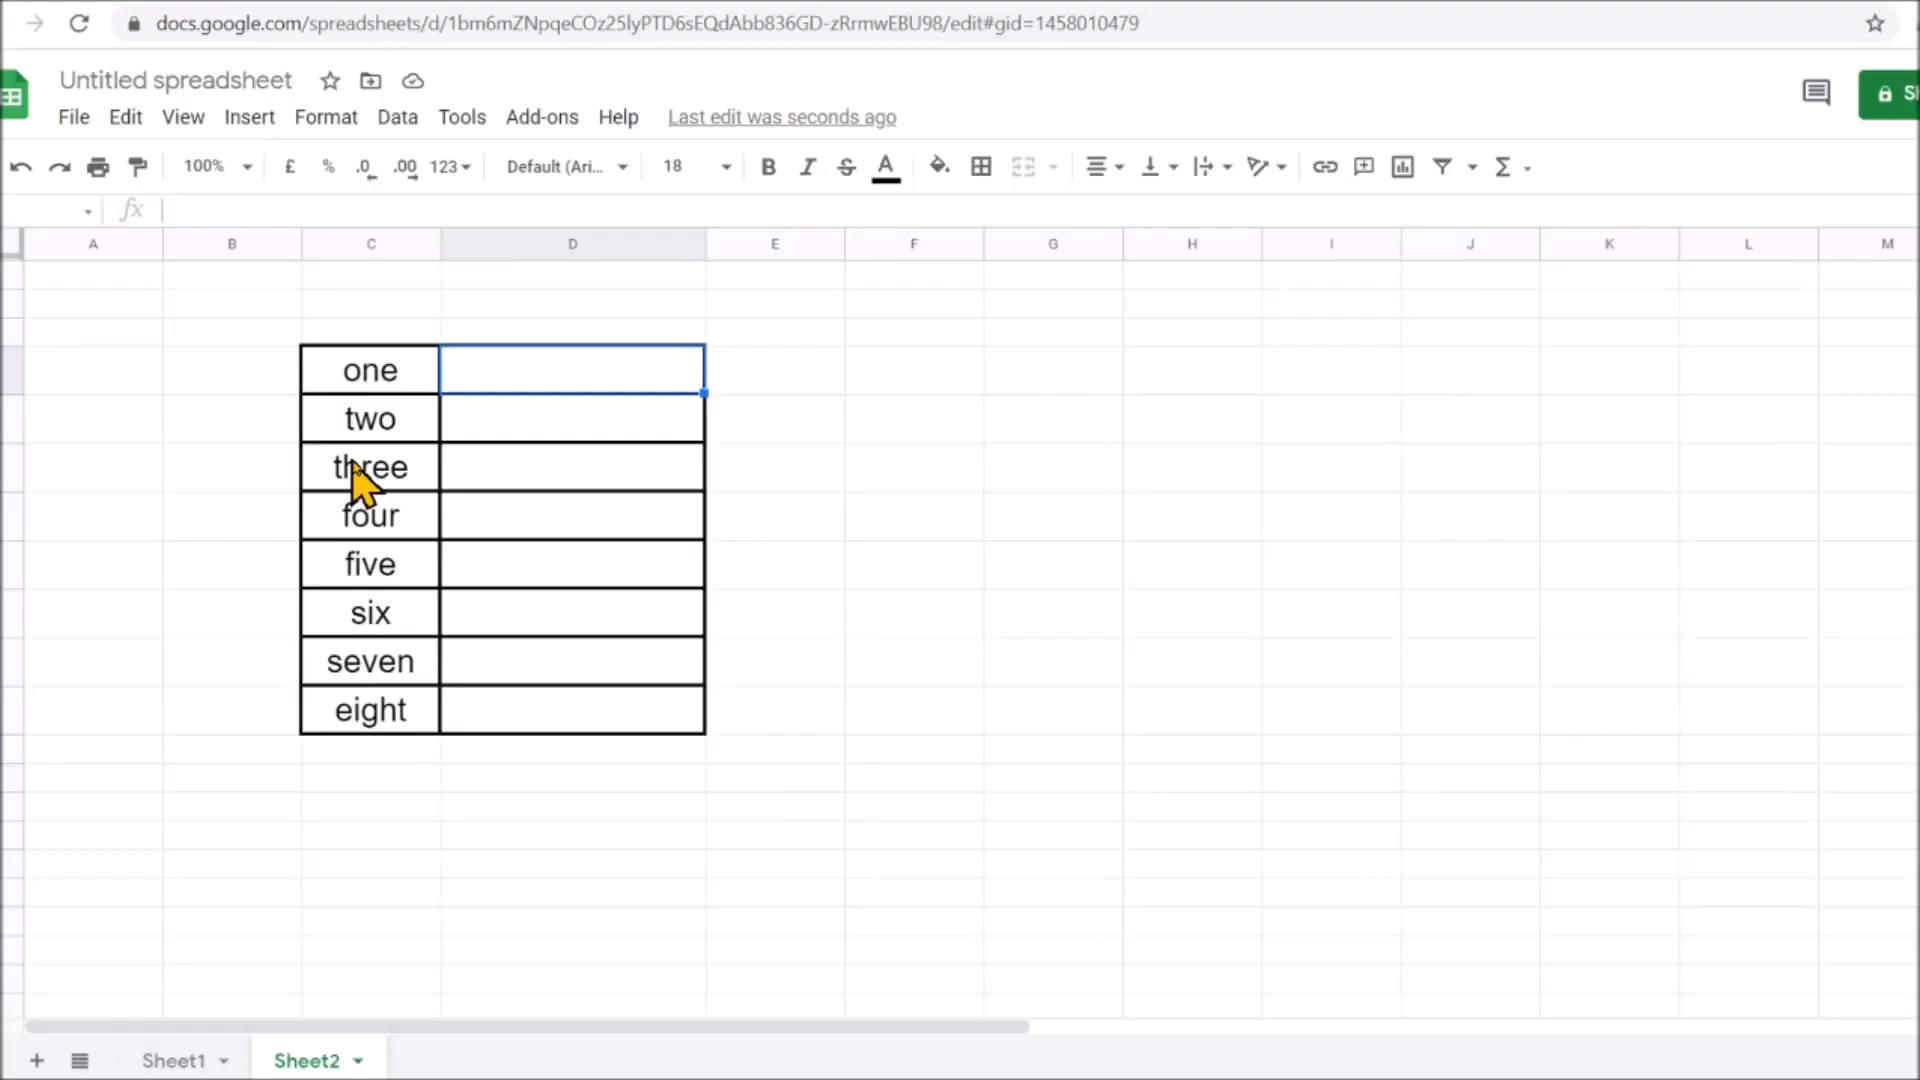 docs.google.com/spreadsheets/d/1bm6mZNpqeCOz25lyPTD6sEQdAbb836GD-zRrmwEBU98/edit#gid=1458010479
Untitled spreadsheet
File Edit View Insert Format Data Tools Add-ons Help Last edit was seconds ago
100% £ % .0 .00 123 Default (Ari... 18 B I S A Σ
fx
A B C D E F G H I J K L M
one
two
three
four
five
six
seven
eight
+ Sheet1 Sheet2